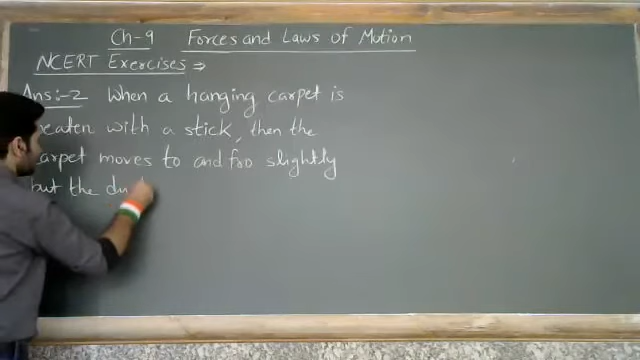 Ch-9 Forces and Laws of Motion
NCERT Exercises ⇒
Ans:-2 When a hanging carpet is
beaten with a stick, then the
carpet moves to and fro slightly
but the du